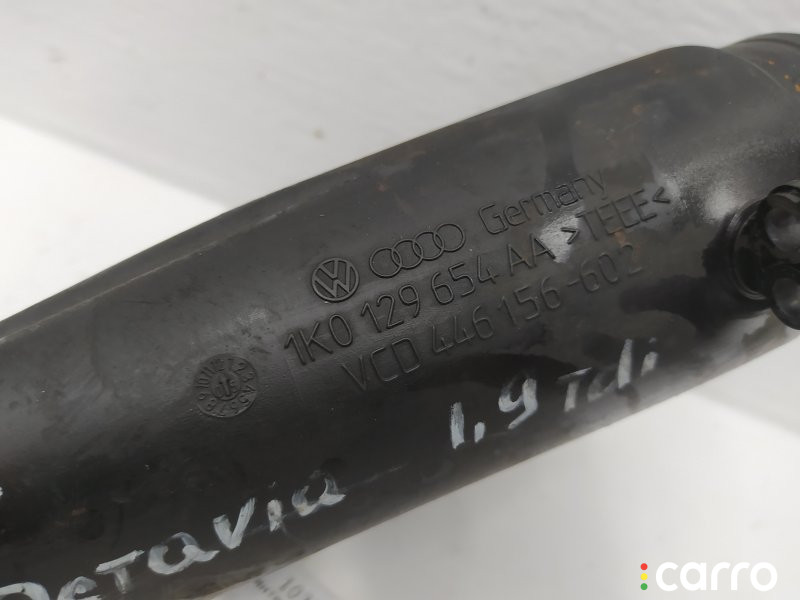 Germany
1K0 129 654 AA >TEEE<
VCD 446 156-602
Octavia 1.9 TDi
carro